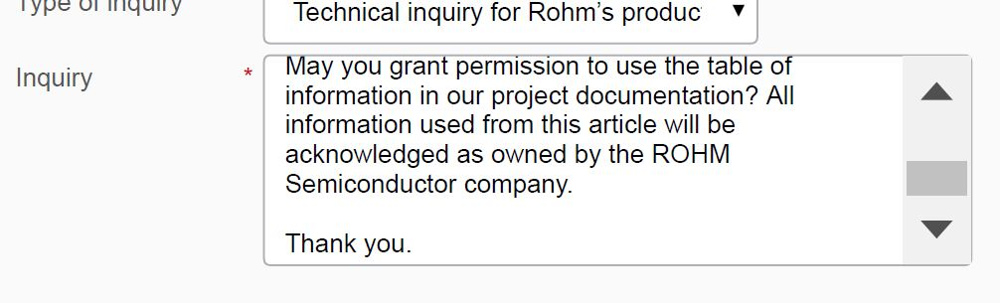 Type of Inquiry
Technical inquiry for Rohm's produc
Inquiry
*
May you grant permission to use the table of
information in our project documentation? All
information used from this article will be
acknowledged as owned by the ROHM
Semiconductor company.
Thank you.